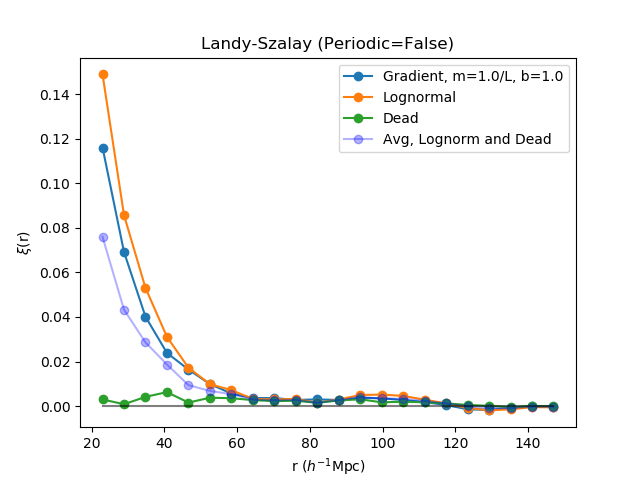 Landy-Szalay (Periodic=False)
Gradient, m=1.0/L, b=1.0
Lognormal
Dead
Avg, Lognorm and Dead
ξ(r)
0.14
0.12
0.10
0.08
0.06
0.04
0.02
0.00
20 40 60 80 100 120 140
r (h⁻¹Mpc)